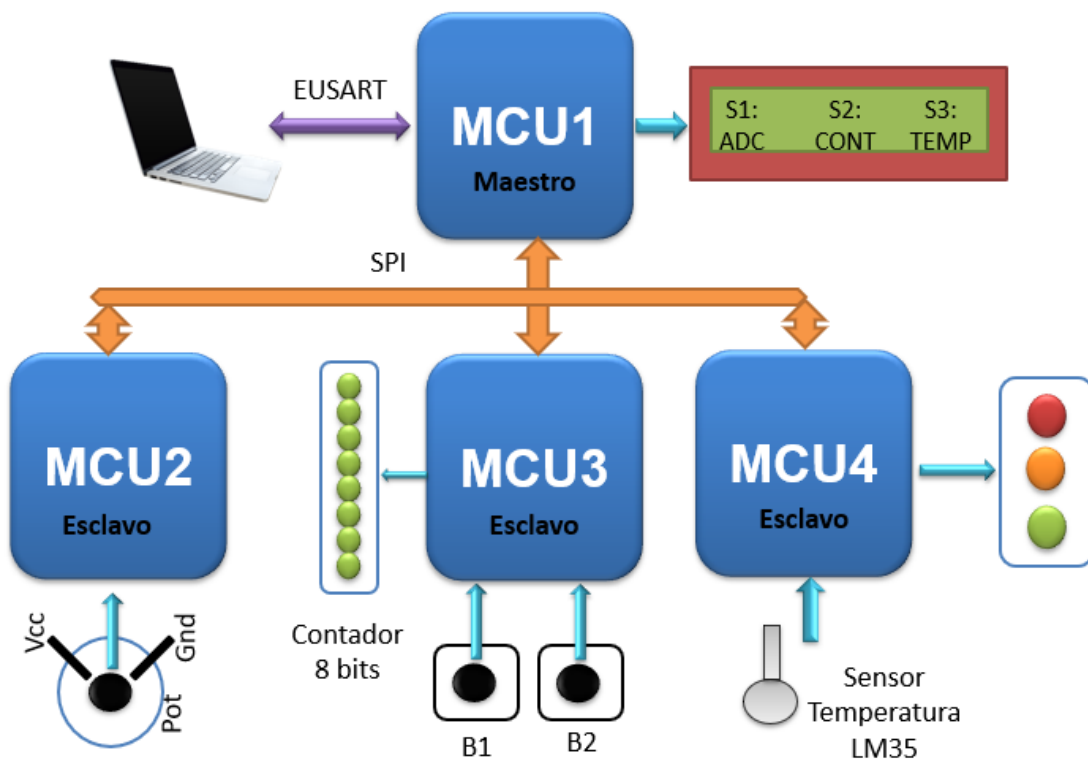 EUSART
MCU1
Maestro
S1: S2: S3:
ADC CONT TEMP
SPI
MCU2
Esclavo
MCU3
Esclavo
MCU4
Esclavo
Vcc
Gnd
Pot
Contador
8 bits
B1
B2
Sensor
Temperatura
LM35